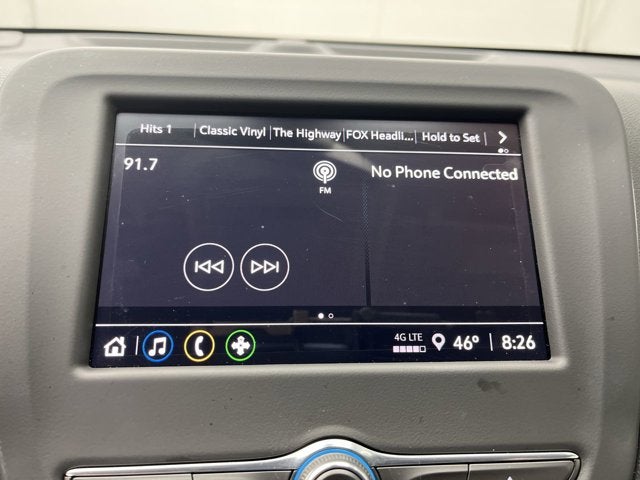 Hits 1 Classic Vinyl The Highway FOX Headli... Hold to Set
91.7
FM
No Phone Connected
4G LTE
46° 8:26